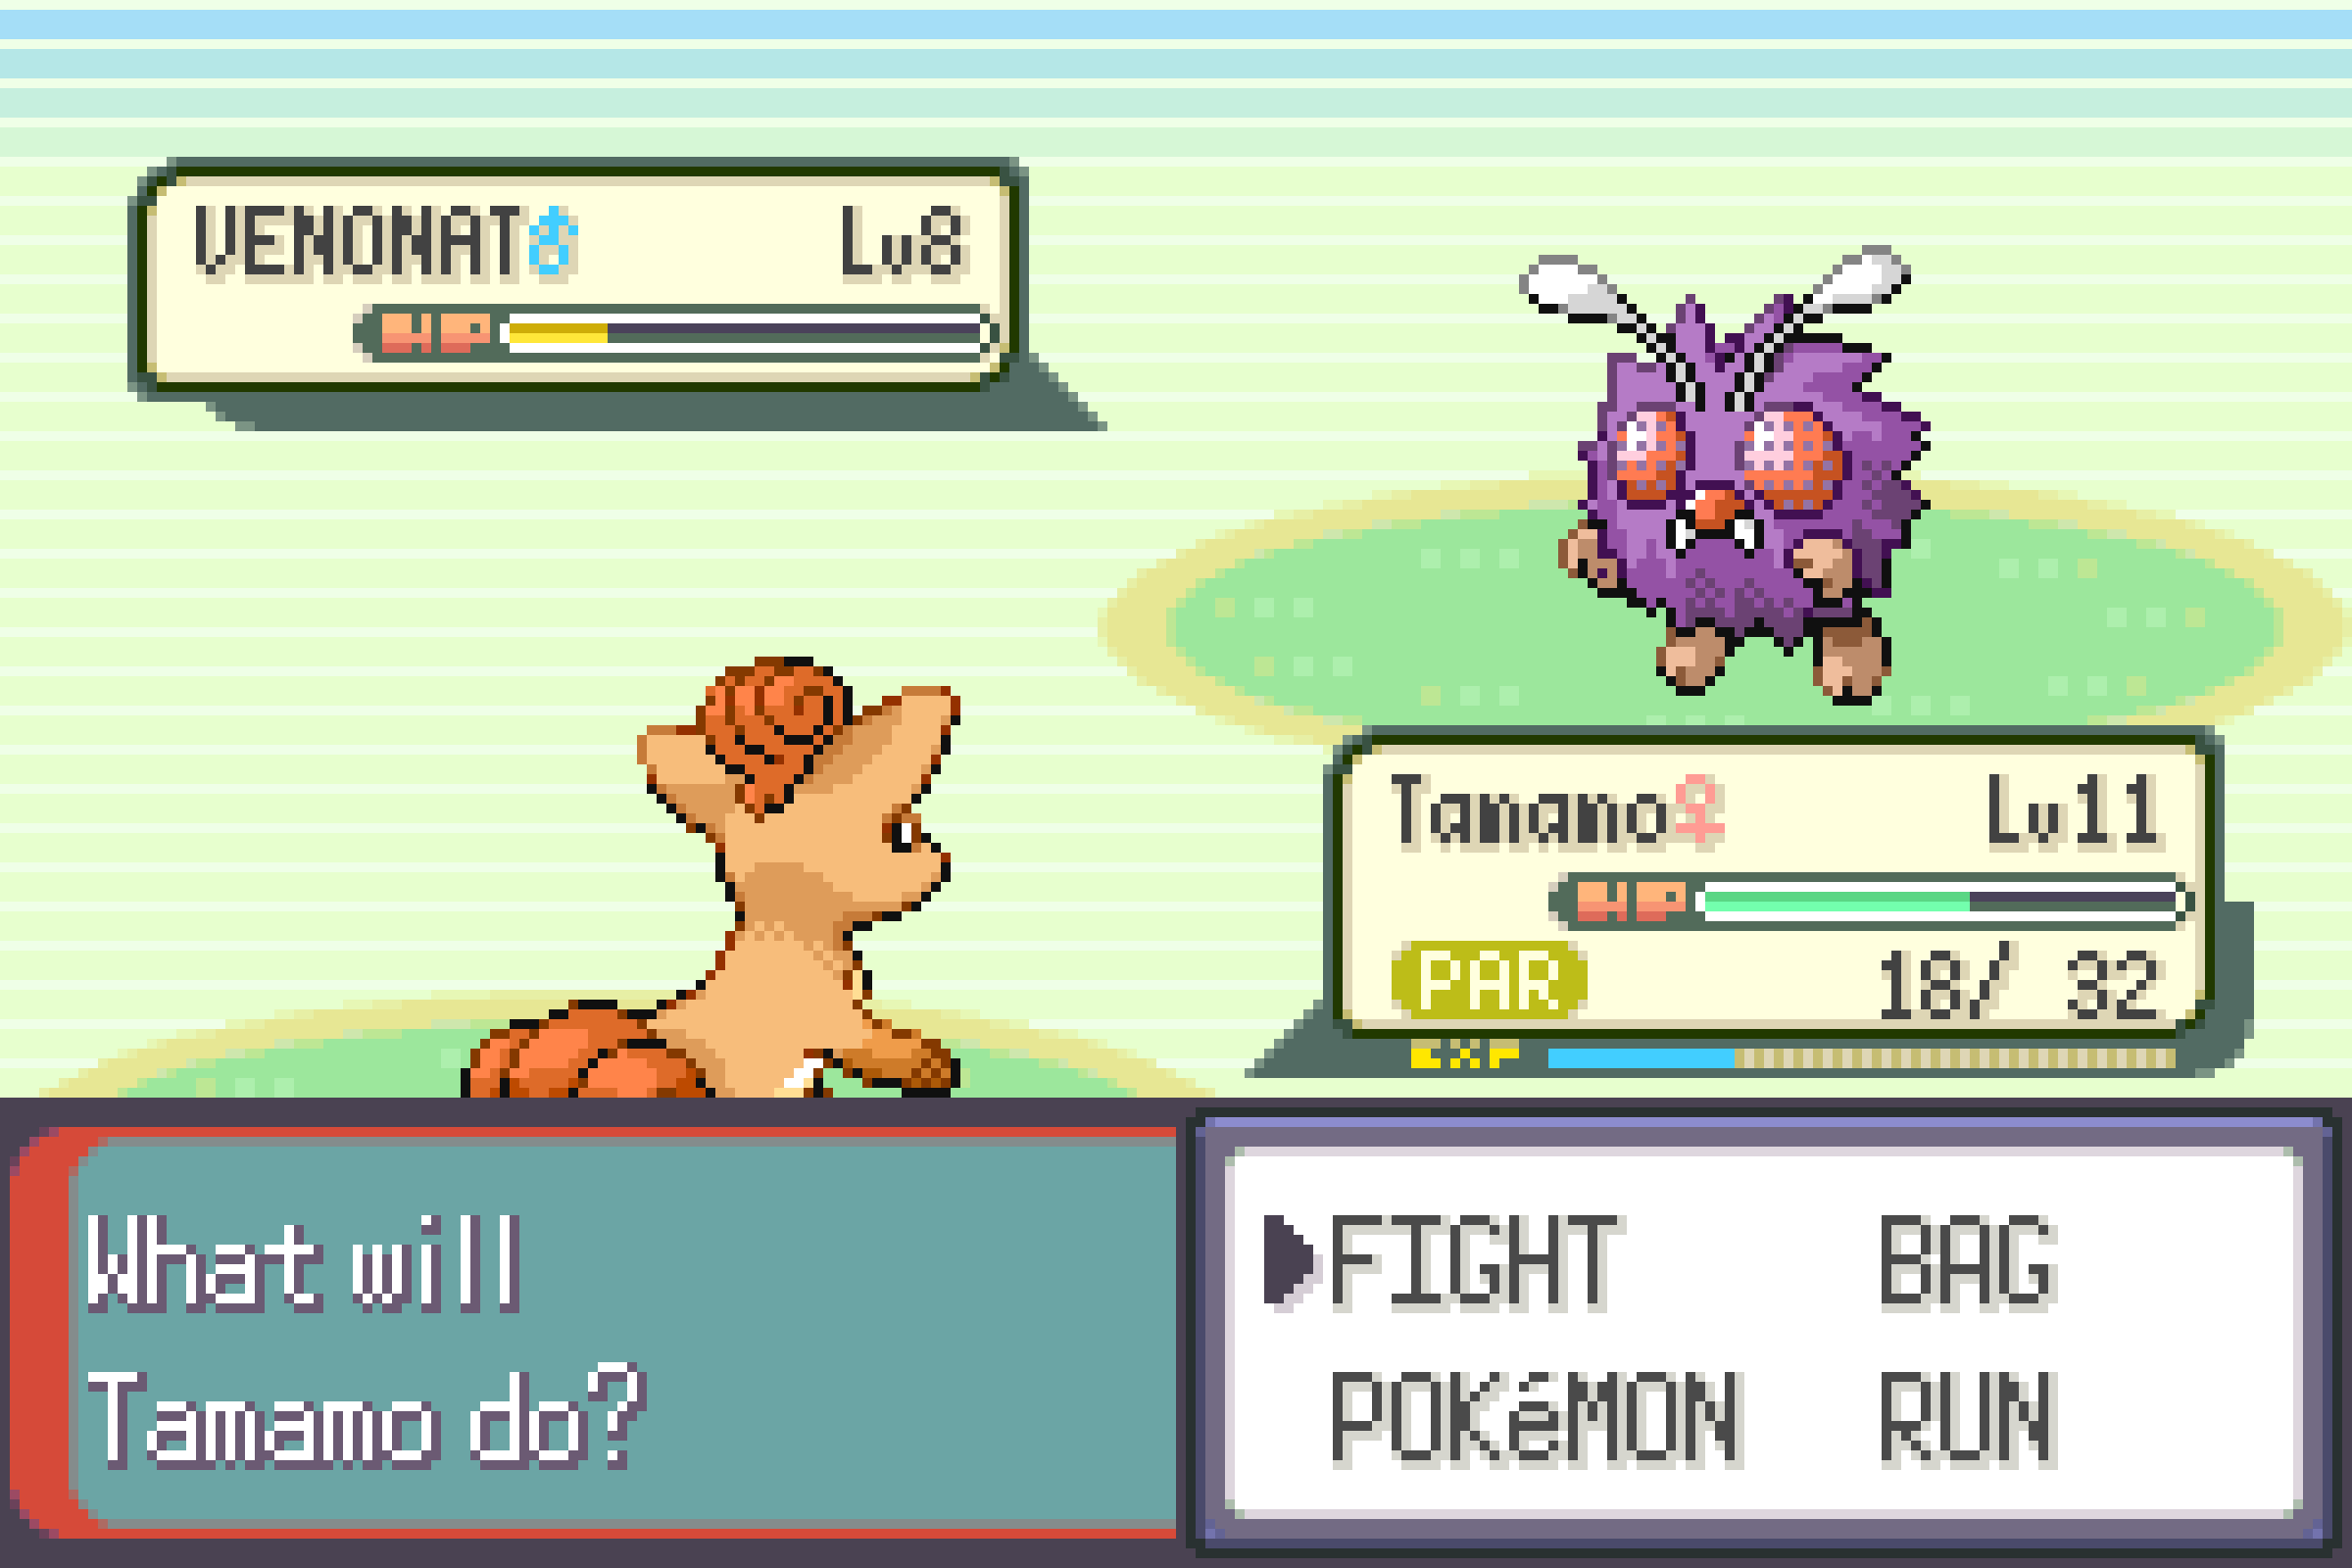 VENONAT♂ Lv8
HP
Tamamo♀ Lv11
HP
PAR 18/ 32
EXP
What will
Tamamo do?
FIGHT BAG
POKéMON RUN